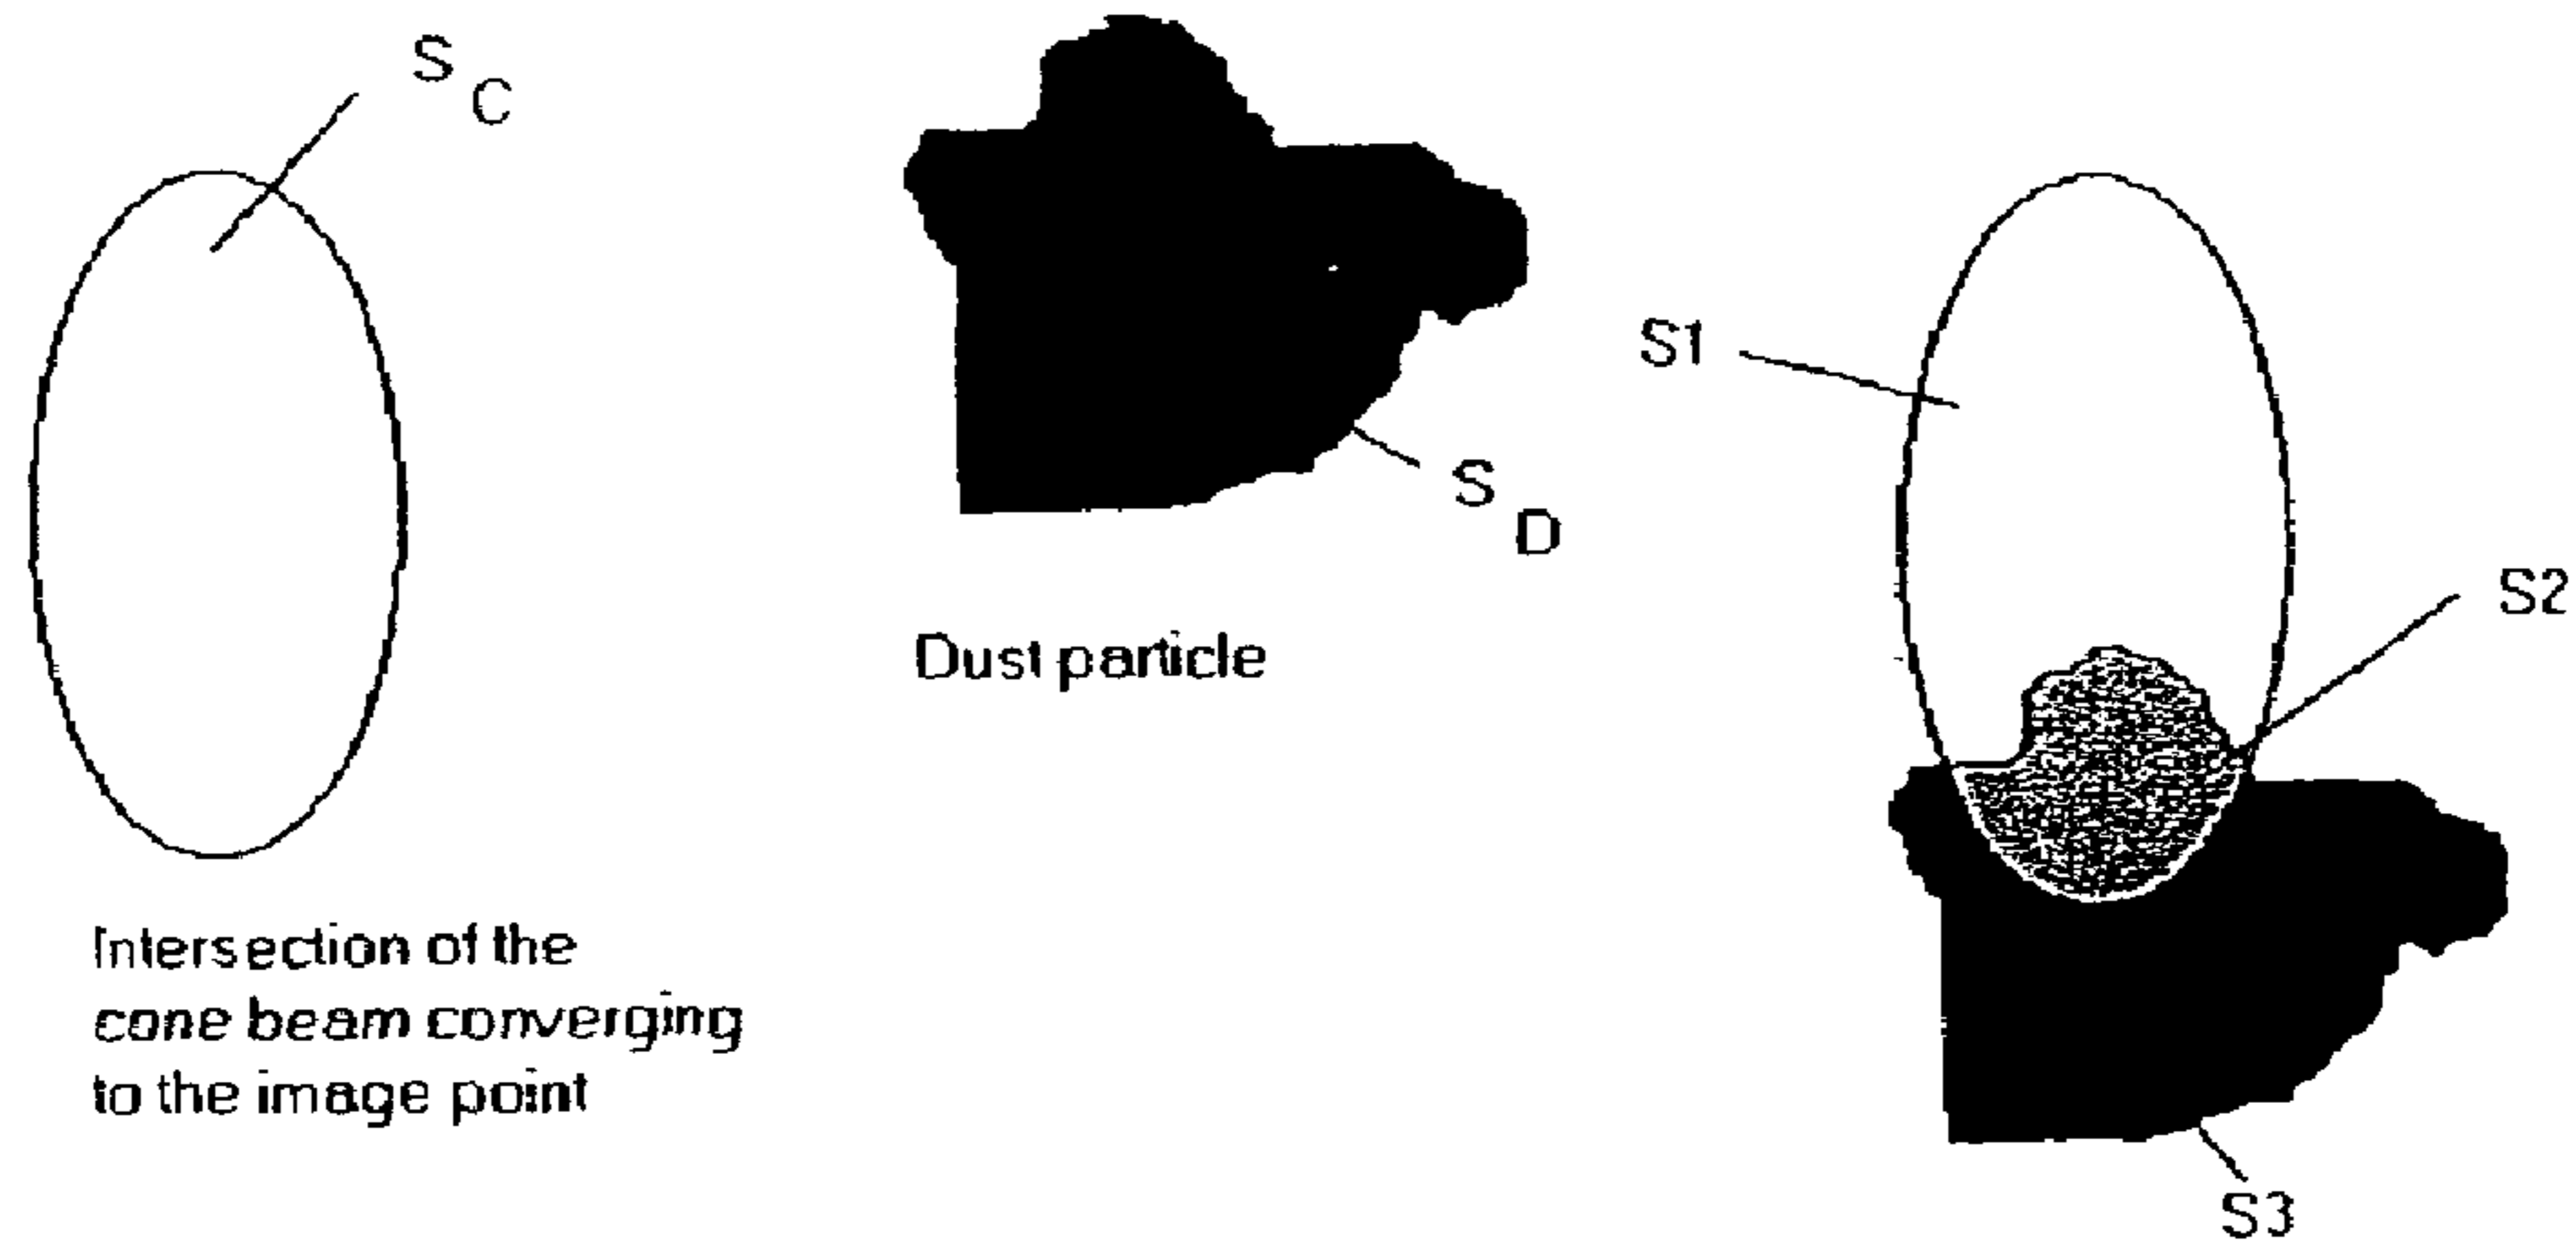 S C
Intersection of the
cone beam converging
to the image point
S D
Dust particle
S1
S2
S3